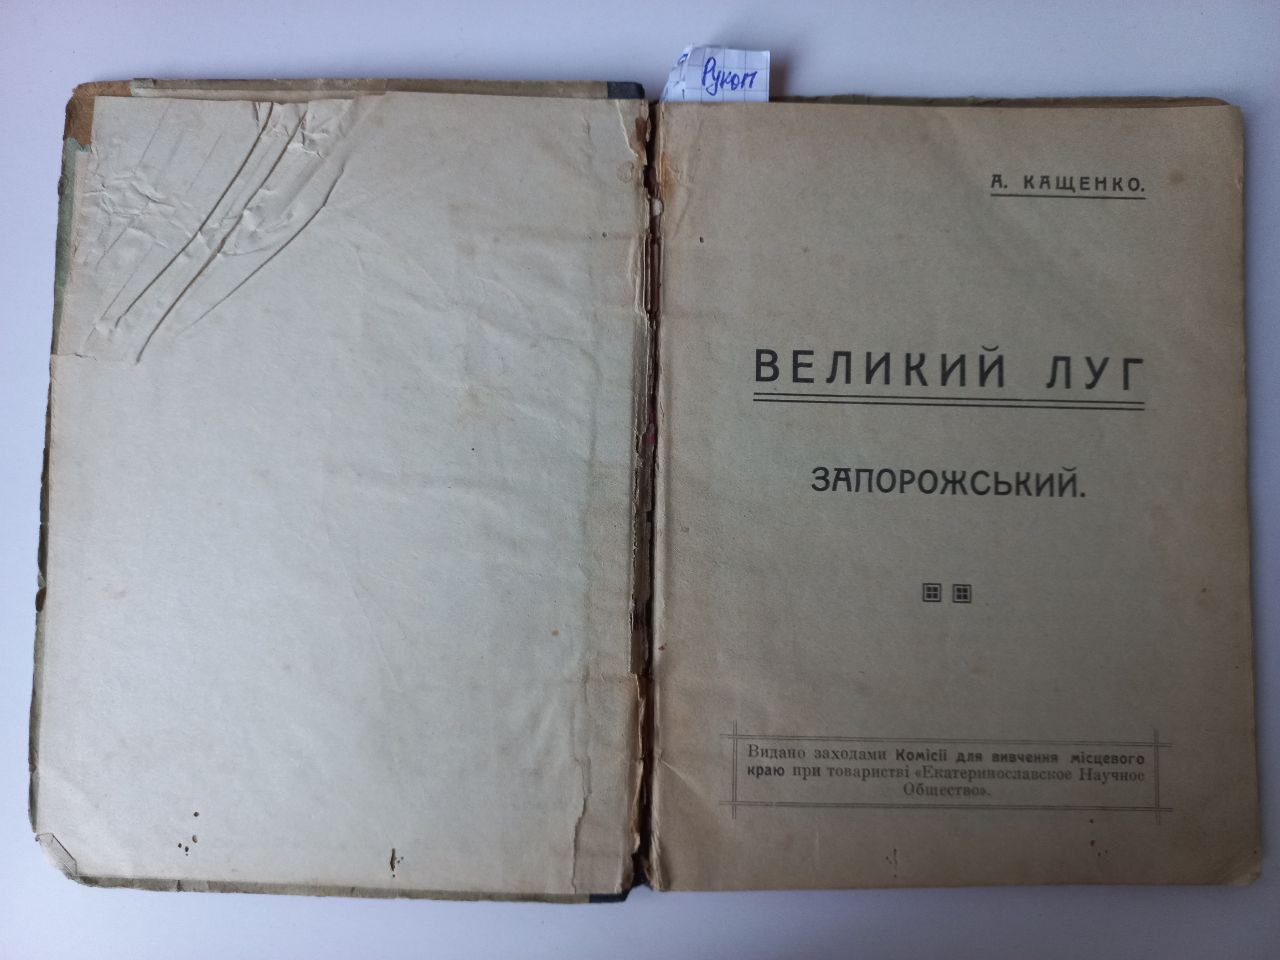 Рукоп
А. КАЩЕНКО.
ВЕЛИКИЙ ЛУГ
ЗАПОРОЖСЬКИЙ.
Видано заходами Комісії для вивчення місцевого
краю при товаристві «Екатеринославское Научное
Общество».